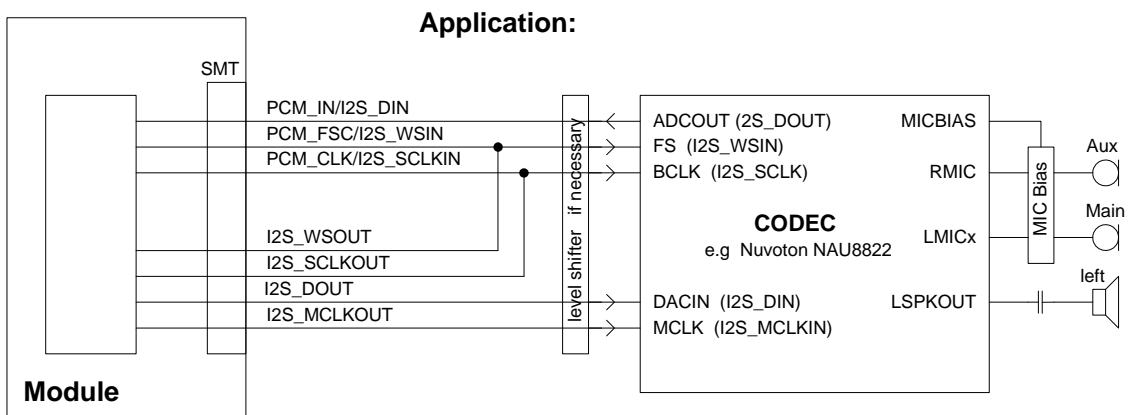 Application:
SMT
PCM_IN/I2S_DIN
PCM_FSC/I2S_WSIN
PCM_CLK/I2S_SCLKIN
I2S_WSOUT
I2S_SCLKOUT
I2S_DOUT
I2S_MCLKOUT
Module
level shifter if necessary
ADCOUT (2S_DOUT)
FS (I2S_WSIN)
BCLK (I2S_SCLK)
CODEC
e.g Nuvoton NAU8822
DACIN (I2S_DIN)
MCLK (I2S_MCLKIN)
MICBIAS
RMIC
LMICx
LSPKOUT
MIC Bias
Aux
Main
left